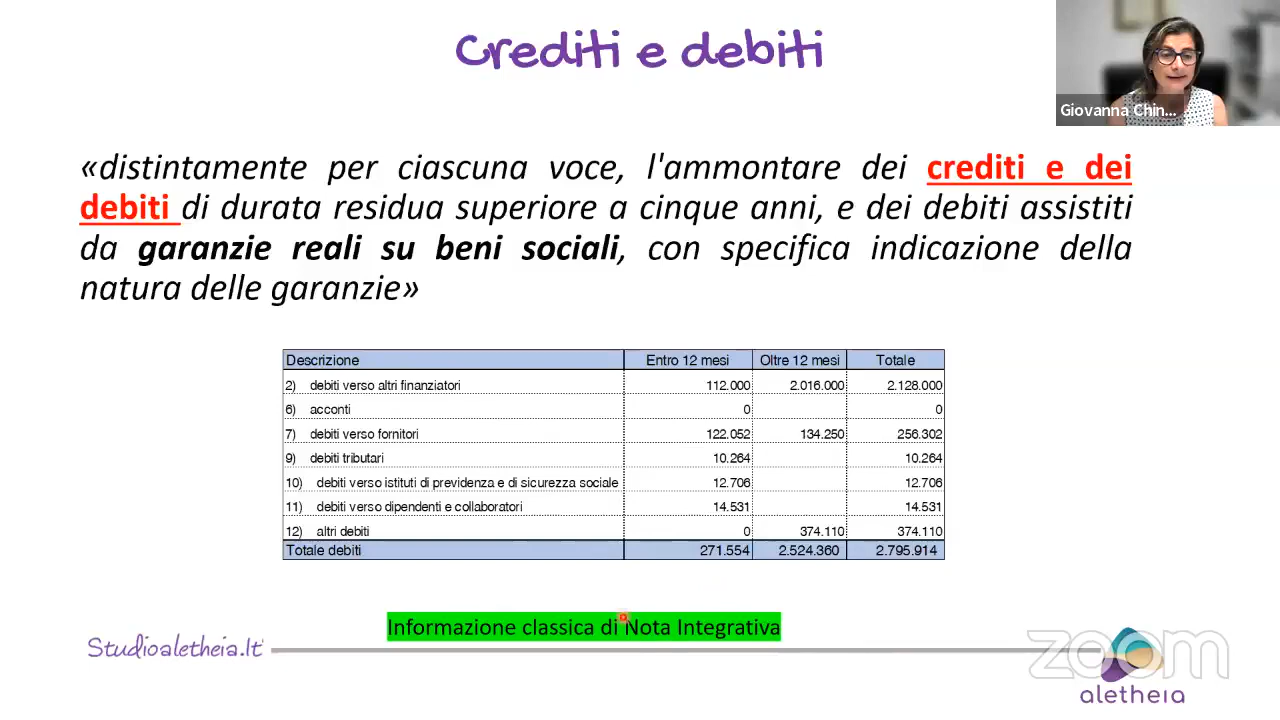 Crediti e debiti
Giovanna Chin...
«distintamente per ciascuna voce, l'ammontare dei crediti e dei
debiti di durata residua superiore a cinque anni, e dei debiti assistiti
da garanzie reali su beni sociali, con specifica indicazione della
natura delle garanzie»
Descrizione Entro 12 mesi Oltre 12 mesi Totale
2) debiti verso altri finanziatori 112.000 2.016.000 2.128.000
6) acconti 0 0
7) debiti verso fornitori 122.052 134.250 256.302
9) debiti tributari 10.264 10.264
10) debiti verso istituti di previdenza e di sicurezza sociale 12.706 12.706
11) debiti verso dipendenti e collaboratori 14.531 14.531
12) altri debiti 0 374.110 374.110
Totale debiti 271.554 2.524.360 2.795.914
Informazione classica di Nota Integrativa
Studioaletheia.It
zoom
aletheia